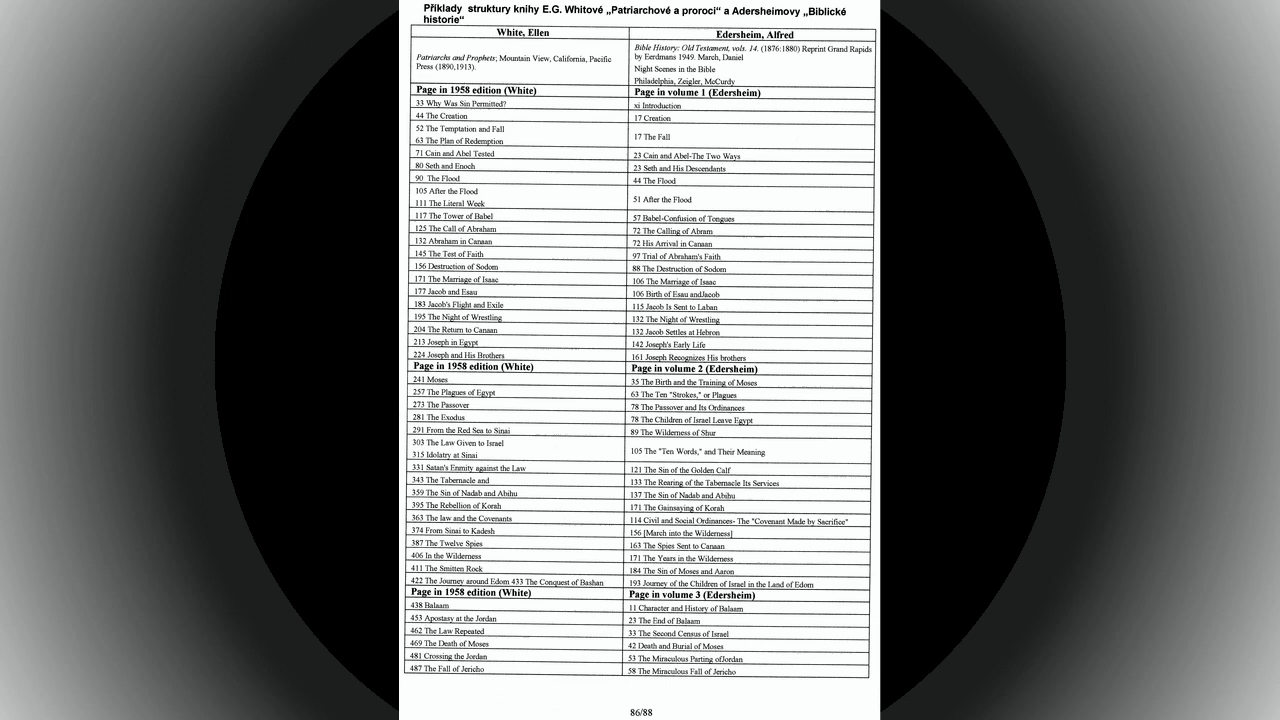 Příklady struktury knihy E.G. Whitové „Patriarchové a proroci“ a Adersheimovy „Biblické
historie“
White, Ellen
Edersheim, Alfred
Patriarchs and Prophets; Mountain View, California, Pacific
Press (1890,1913).
Bible History: Old Testament, vols. 14. (1876:1880) Reprint Grand Rapids
by Eerdmans 1949. March, Daniel
Night Scenes in the Bible
Philadelphia, Zeigler, McCurdy
Page in 1958 edition (White)
Page in volume 1 (Edersheim)
33 Why Was Sin Permitted?
xi Introduction
44 The Creation
17 Creation
52 The Temptation and Fall
63 The Plan of Redemption
17 The Fall
71 Cain and Abel Tested
23 Cain and Abel-The Two Ways
80 Seth and Enoch
23 Seth and His Descendants
90 The Flood
44 The Flood
105 After the Flood
111 The Literal Week
51 After the Flood
117 The Tower of Babel
57 Babel-Confusion of Tongues
125 The Call of Abraham
72 The Calling of Abram
132 Abraham in Canaan
72 His Arrival in Canaan
145 The Test of Faith
97 Trial of Abraham's Faith
156 Destruction of Sodom
88 The Destruction of Sodom
171 The Marriage of Isaac
106 The Marriage of Isaac
177 Jacob and Esau
106 Birth of Esau andJacob
183 Jacob's Flight and Exile
115 Jacob Is Sent to Laban
195 The Night of Wrestling
132 The Night of Wrestling
204 The Return to Canaan
132 Jacob Settles at Hebron
213 Joseph in Egypt
142 Joseph's Early Life
224 Joseph and His Brothers
161 Joseph Recognizes His brothers
Page in 1958 edition (White)
Page in volume 2 (Edersheim)
241 Moses
35 The Birth and the Training of Moses
257 The Plagues of Egypt
63 The Ten "Strokes," or Plagues
273 The Passover
78 The Passover and Its Ordinances
281 The Exodus
78 The Children of Israel Leave Egypt
291 From the Red Sea to Sinai
89 The Wilderness of Shur
303 The Law Given to Israel
315 Idolatry at Sinai
105 The "Ten Words," and Their Meaning
331 Satan's Enmity against the Law
121 The Sin of the Golden Calf
343 The Tabernacle and
133 The Rearing of the Tabernacle Its Services
359 The Sin of Nadab and Abihu
137 The Sin of Nadab and Abihu
395 The Rebellion of Korah
171 The Gainsaying of Korah
363 The law and the Covenants
114 Civil and Social Ordinances- The "Covenant Made by Sacrifice"
374 From Sinai to Kadesh
156 [March into the Wilderness]
387 The Twelve Spies
163 The Spies Sent to Canaan
406 In the Wilderness
171 The Years in the Wilderness
411 The Smitten Rock
184 The Sin of Moses and Aaron
422 The Journey around Edom 433 The Conquest of Bashan
193 Journey of the Children of Israel in the Land of Edom
Page in 1958 edition (White)
Page in volume 3 (Edersheim)
438 Balaam
11 Character and History of Balaam
453 Apostasy at the Jordan
23 The End of Balaam
462 The Law Repeated
33 The Second Census of Israel
469 The Death of Moses
42 Death and Burial of Moses
481 Crossing the Jordan
53 The Miraculous Parting ofJordan
487 The Fall of Jericho
58 The Miraculous Fall of Jericho
86/88